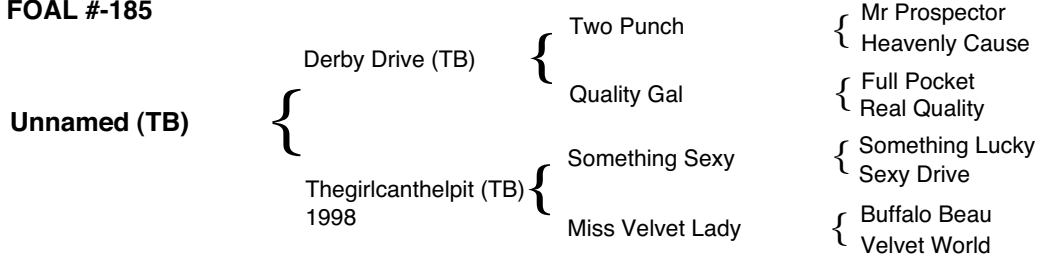 FOAL #-185
Unnamed (TB)
Derby Drive (TB)
Thegirlcanthelpit (TB)
1998
Two Punch
Quality Gal
Something Sexy
Miss Velvet Lady
Mr Prospector
Heavenly Cause
Full Pocket
Real Quality
Something Lucky
Sexy Drive
Buffalo Beau
Velvet World